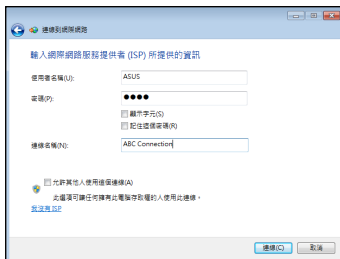 連線到網際網路
輸入網際網路服務提供者 (ISP) 所提供的資訊
使用者名稱(U):
ASUS
密碼(P):
●●●●
顯示字元(S)
記住這個密碼(R)
連線名稱(N):
ABC Connection
允許其他人使用這個連線(A)
此選項可讓任何擁有此電腦存取權的人使用此連線。
我沒有 ISP
連線(C)
取消